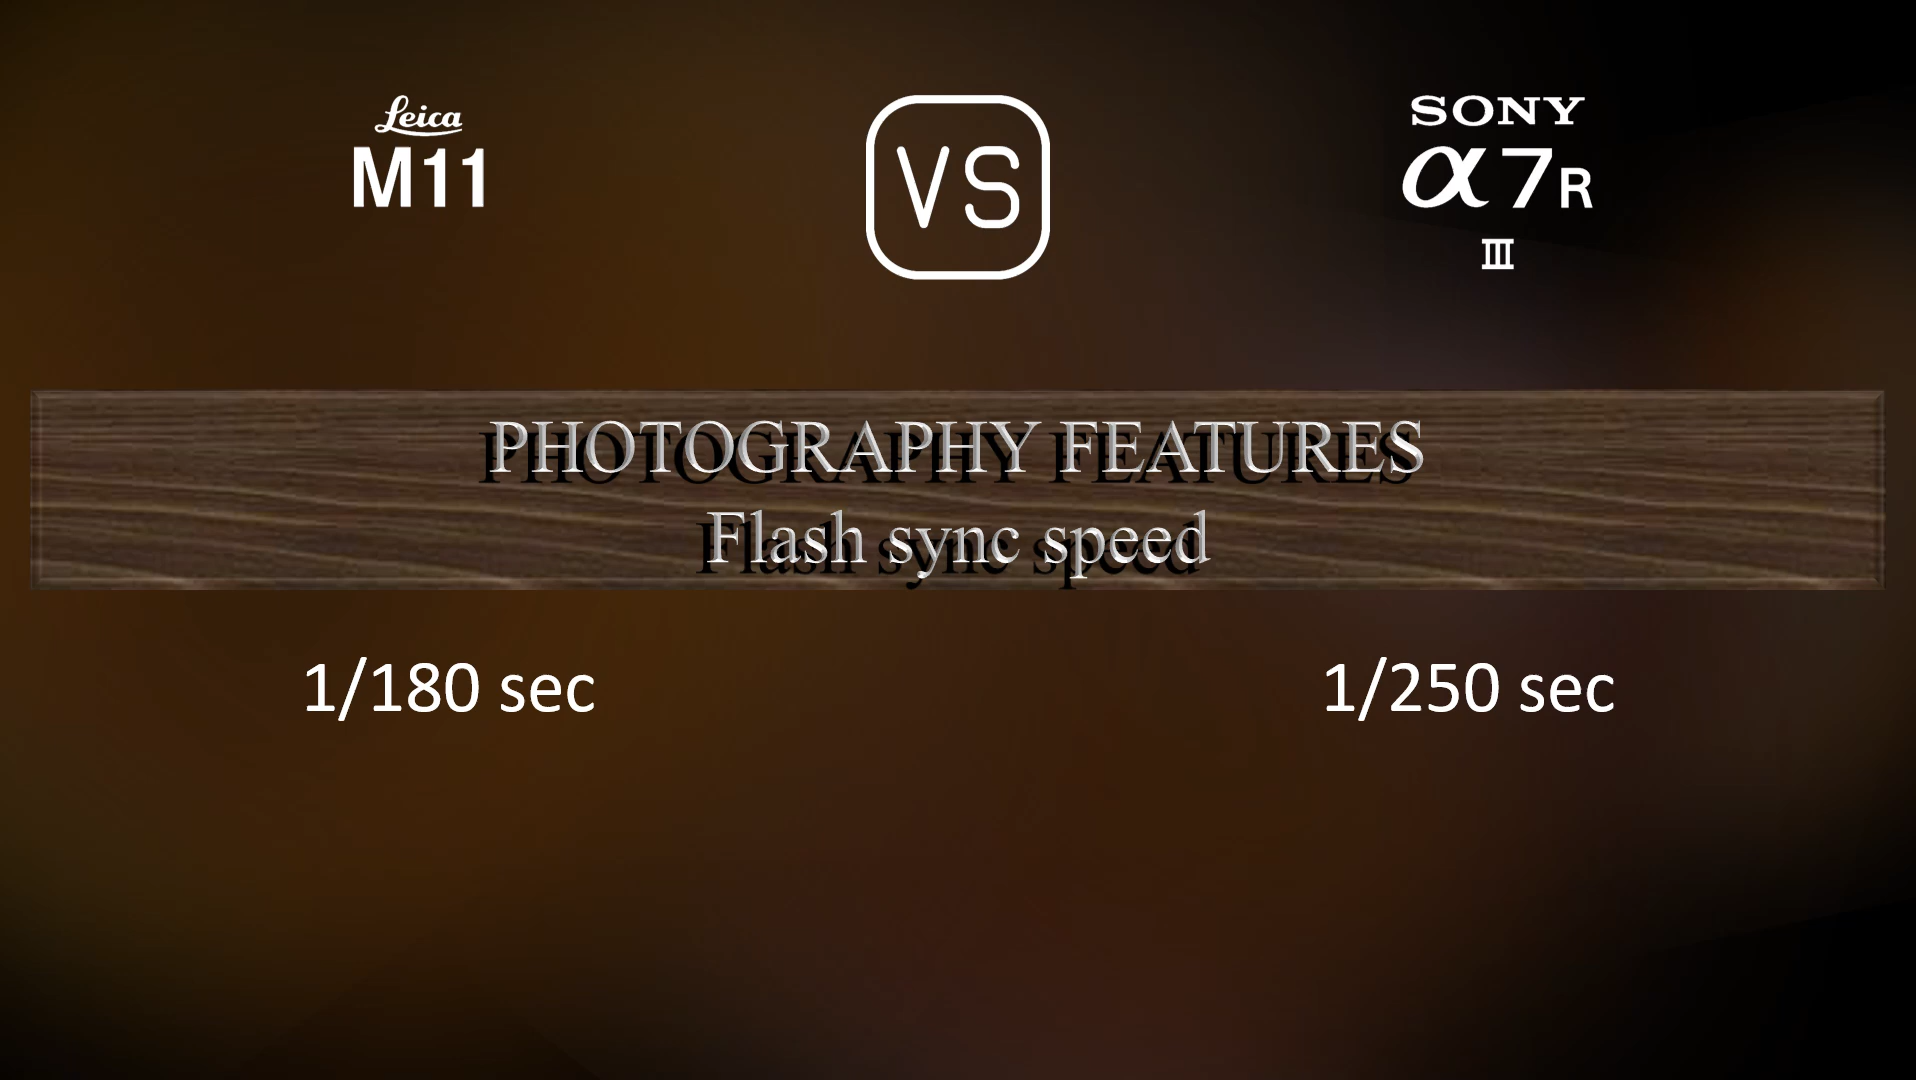 Leica
M11
VS
SONY
α7R
III
PHOTOGRAPHY FEATURES
Flash sync speed
1/180 sec
1/250 sec